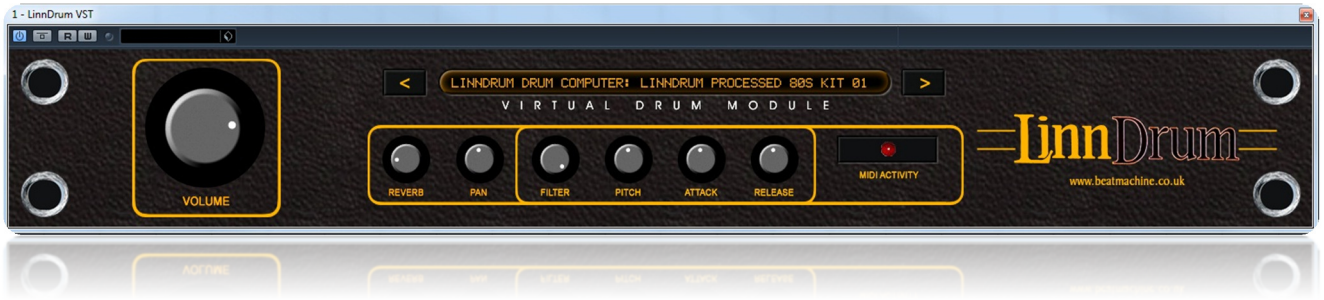 1 - LinnDrum VST
R W
< LINNDRUM DRUM COMPUTER: LINNDRUM PROCESSED 80S KIT 01 >
VIRTUAL DRUM MODULE
VOLUME
REVERB PAN FILTER PITCH ATTACK RELEASE
MIDI ACTIVITY
LinnDrum
www.beatmachine.co.uk